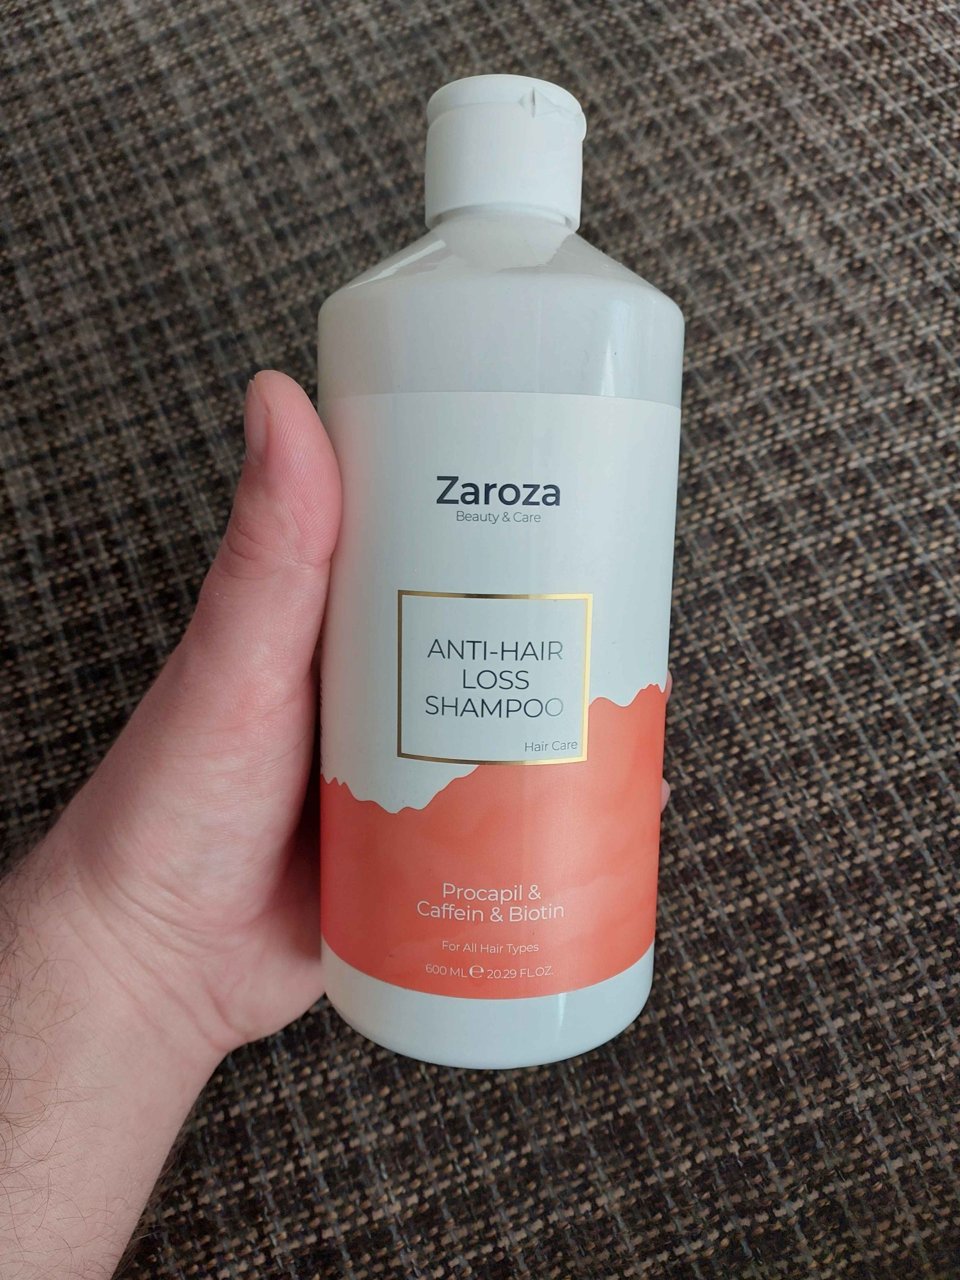 Zaroza
Beauty & Care
ANTI-HAIR
LOSS
SHAMPOO
Hair Care
Procapil &
Caffein & Biotin
For All Hair Types
600 ML ℮ 20.29 FL.OZ.